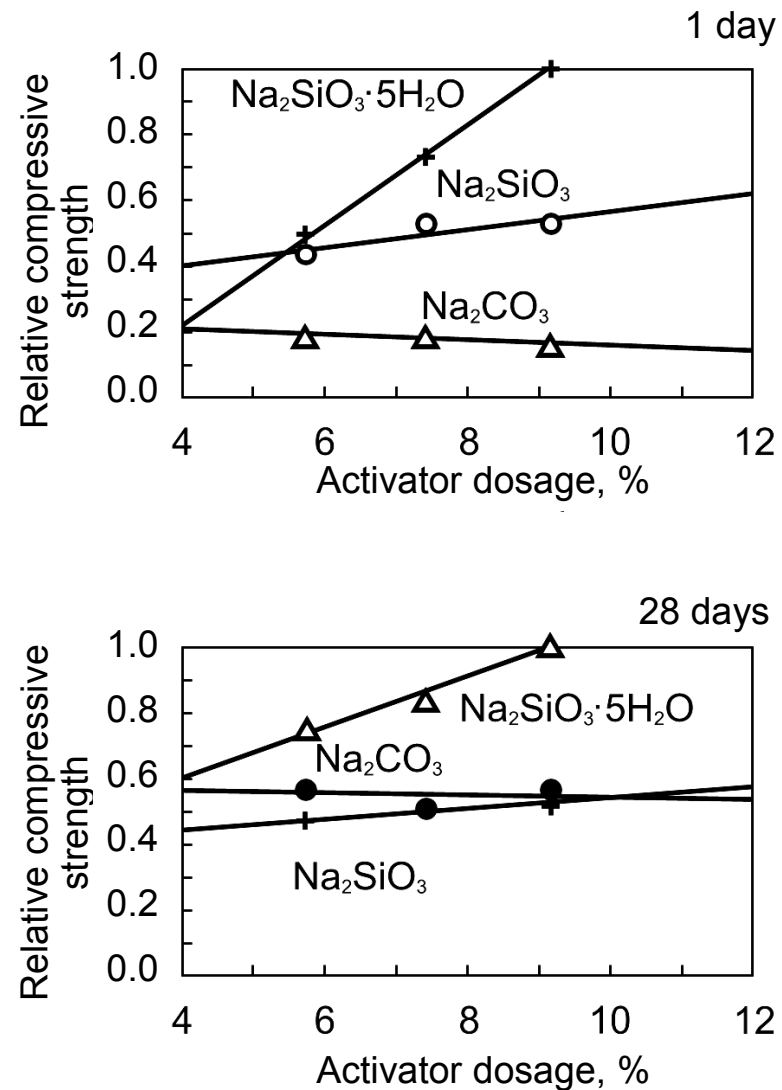 1 day
1.0
Na₂SiO₃·5H₂O
0.8
Na₂SiO₃
0.6
0.4
Na₂CO₃
0.2
0.0
Relative compressive
strength
4 6 8 10 12
Activator dosage, %
28 days
1.0
0.8
Na₂SiO₃·5H₂O
Na₂CO₃
0.6
0.4
Na₂SiO₃
0.2
0.0
Relative compressive
strength
4 6 8 10 12
Activator dosage, %